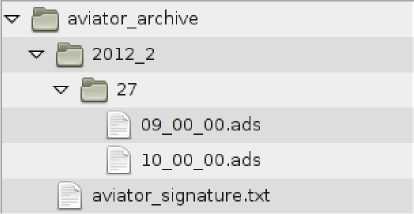 aviator_archive
2012_2
27
09_00_00.ads
10_00_00.ads
aviator_signature.txt